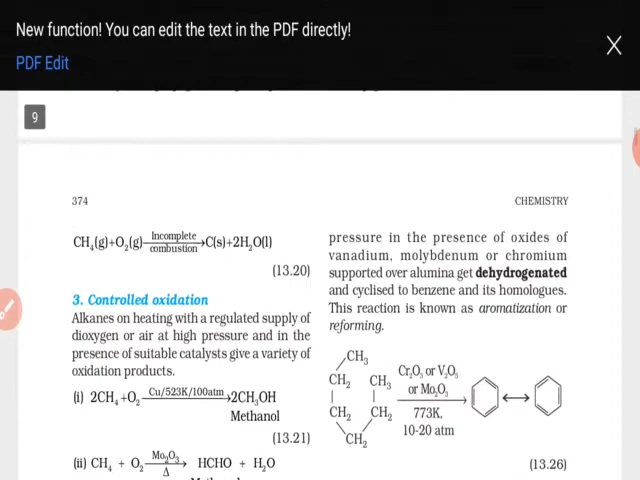 New function! You can edit the text in the PDF directly!
PDF Edit
X
9
374
CHEMISTRY
CH₄(g)+O₂(g) Incomplete combustion → C(s)+2H₂O(l)
(13.20)
3. Controlled oxidation
Alkanes on heating with a regulated supply of
dioxygen or air at high pressure and in the
presence of suitable catalysts give a variety of
oxidation products.
(i) 2CH₄+O₂ Cu/523K/100atm → 2CH₃OH
Methanol
(13.21)
(ii) CH₄ + O₂ Mo₂O₃ Δ → HCHO + H₂O
pressure in the presence of oxides of
vanadium, molybdenum or chromium
supported over alumina get dehydrogenated
and cyclised to benzene and its homologues.
This reaction is known as aromatization or
reforming.
CH₃
CH₂ CH₃
CH₂ CH₂
CH₂
Cr₂O₃ or V₂O₅
or Mo₂O₃
773K,
10-20 atm
(13.26)